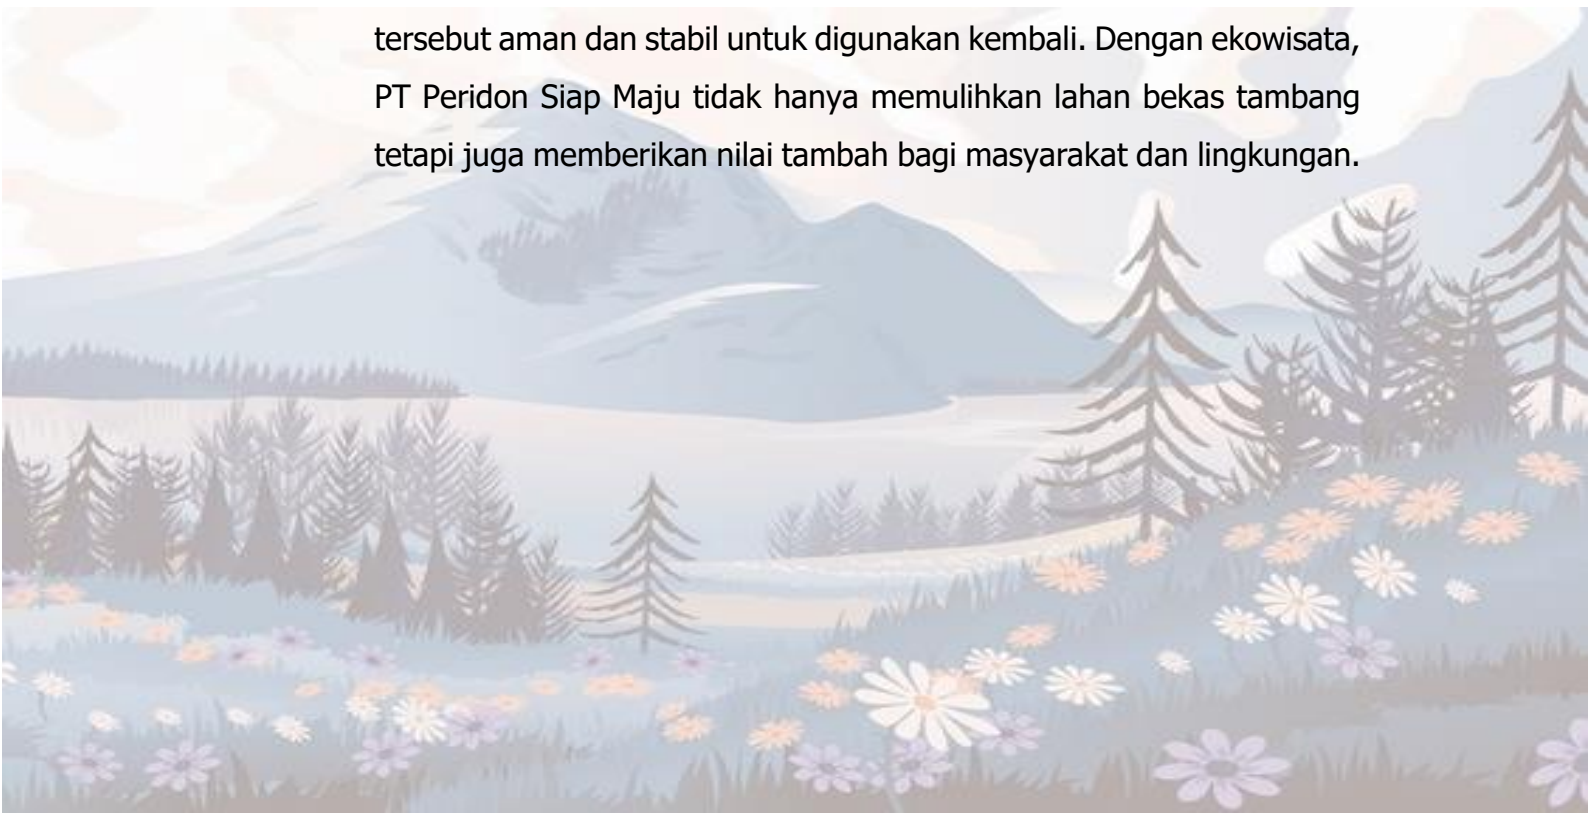 tersebut aman dan stabil untuk digunakan kembali. Dengan ekowisata,
PT Peridon Siap Maju tidak hanya memulihkan lahan bekas tambang
tetapi juga memberikan nilai tambah bagi masyarakat dan lingkungan.